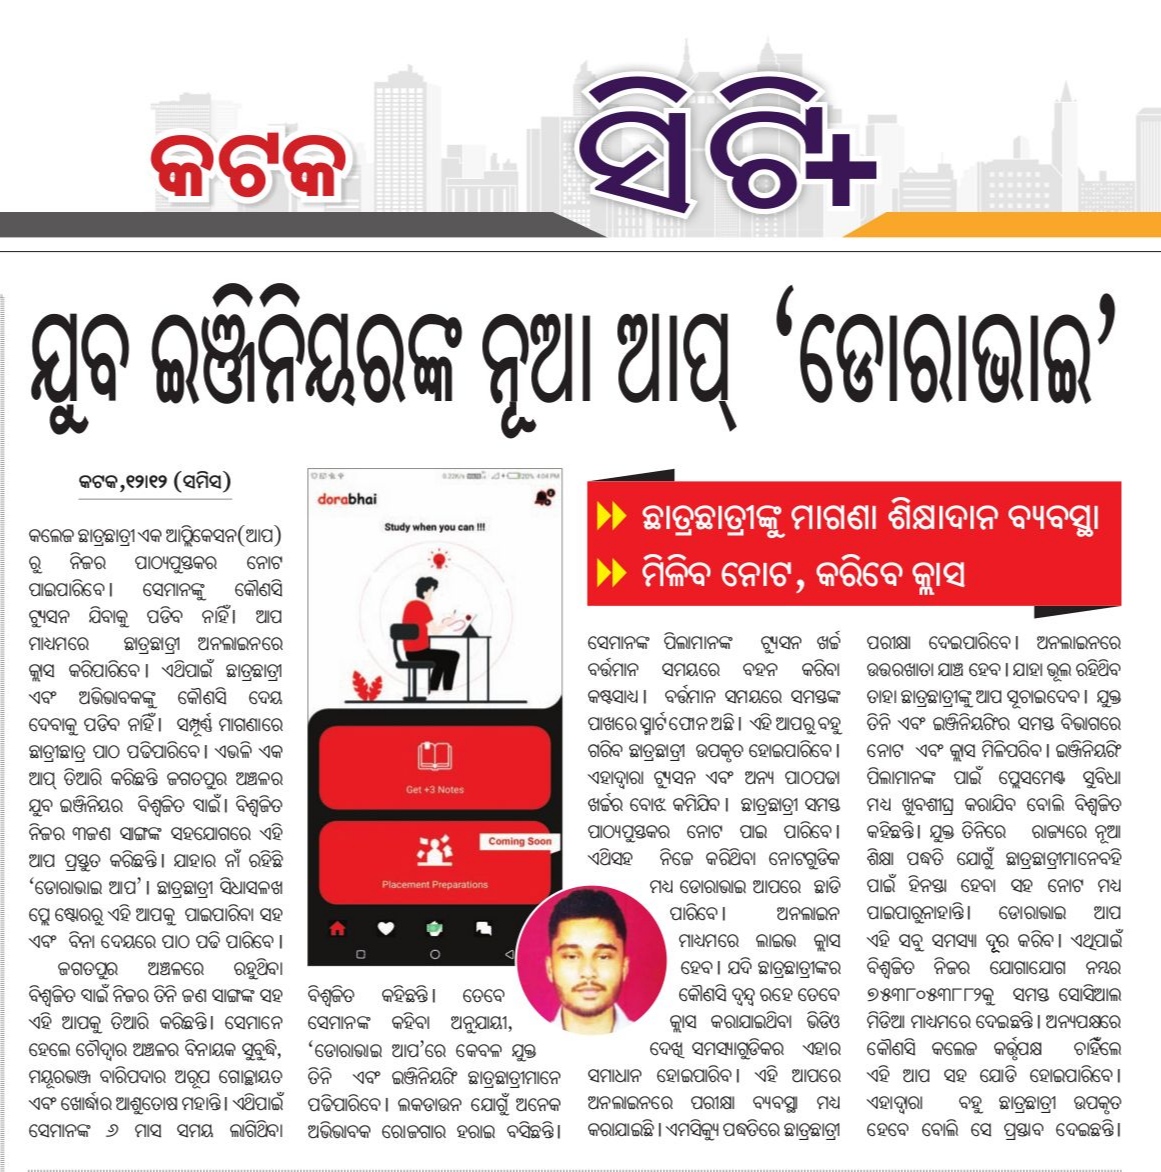 କଟକ
ସିଟି+
ଯୁବ ଇଞ୍ଜିନିୟରଙ୍କ ନୂଆ ଆପ୍ ‘ଡୋରାଭାଇ’
କଟକ,୧୨।୧୨ (ସମିସ)
କଲେଜ ଛାତ୍ରଛାତ୍ରୀ ଏକ ଆପ୍ଲିକେସନ(ଆପ)
ରୁ ନିଜର ପାଠ୍ୟପୁସ୍ତକର ନୋଟ
ପାଇପାରିବେ। ସେମାନଙ୍କୁ କୌଣସି
ଟ୍ୟୁସନ ଯିବାକୁ ପଡିବ ନାହିଁ। ଆପ
ମାଧ୍ୟମରେ ଛାତ୍ରଛାତ୍ରୀ ଅନଲାଇନରେ
କ୍ଲାସ କରିପାରିବେ। ଏଥିପାଇଁ ଛାତ୍ରଛାତ୍ରୀ
ଏବଂ ଅଭିଭାବକଙ୍କୁ କୌଣସି ଦେୟ
ଦେବାକୁ ପଡିବ ନାହିଁ। ସମ୍ପୂର୍ଣ୍ଣ ମାଗଣାରେ
ଛାତ୍ରୀଛାତ୍ର ପାଠ ପଢିପାରିବେ। ଏଭଳି ଏକ
ଆପ୍ ତିଆରି କରିଛନ୍ତି ଜଗତପୁର ଅଞ୍ଚଳର
ଯୁବ ଇଞ୍ଜିନିୟର ବିଶ୍ୱଜିତ ସାଇଁ। ବିଶ୍ୱଜିତ
ନିଜର ୩ଜଣ ସାଙ୍ଗଙ୍କ ସହଯୋଗରେ ଏହି
ଆପ ପ୍ରସ୍ତୁତ କରିଛନ୍ତି। ଯାହାର ନାଁ ରହିଛି
‘ଡୋରାଭାଇ ଆପ’। ଛାତ୍ରଛାତ୍ରୀ ସିଧାସଳଖ
ପ୍ଲେ ଷ୍ଟୋରରୁ ଏହି ଆପକୁ ପାଇପାରିବା ସହ
ଏବଂ ବିନା ଦେୟରେ ପାଠ ପଢି ପାରିବେ।
ଜଗତପୁର ଅଞ୍ଚଳରେ ରହୁଥିବା
ବିଶ୍ୱଜିତ ସାଇଁ ନିଜର ତିନି ଜଣ ସାଙ୍ଗଙ୍କ ସହ
ଏହି ଆପକୁ ତିଆରି କରିଛନ୍ତି। ସେମାନେ
ହେଲେ ଚୌଦ୍ୱାର ଅଞ୍ଚଳର ବିନାୟକ ସୁବୁଦ୍ଧି,
ମୟୂରଭଞ୍ଜ ବାରିପଦାର ଅରୂପ ଗୋଚ୍ଛାୟତ
ଏବଂ ଖୋର୍ଦ୍ଧାର ଆଶୁତୋଷ ମହାନ୍ତି। ଏଥିପାଇଁ
ସେମାନଙ୍କ ୬ ମାସ ସମୟ ଲାଗିଥିବା
4:04 PM
dorabhai
Study when you can !!!
Get +3 Notes
Coming Soon
Placement Preparations
ବିଶ୍ୱଜିତ କହିଛନ୍ତି। ତେବେ
ସେମାନଙ୍କ କହିବା ଅନୁଯାୟୀ,
‘ଡୋରାଭାଇ ଆପ’ରେ କେବଳ ଯୁକ୍ତ
ତିନି ଏବଂ ଇଞ୍ଜିନିୟରିଂ ଛାତ୍ରଛାତ୍ରୀମାନେ
ପଢିପାରିବେ। ଲକଡାଉନ ଯୋଗୁଁ ଅନେକ
ଅଭିଭାବକ ରୋଜଗାର ହରାଇ ବସିଛନ୍ତି।
ଛାତ୍ରଛାତ୍ରୀଙ୍କୁ ମାଗଣା ଶିକ୍ଷାଦାନ ବ୍ୟବସ୍ଥା
ମିଳିବ ନୋଟ, କରିବେ କ୍ଲାସ
ସେମାନଙ୍କ ପିଲାମାନଙ୍କ ଟ୍ୟୁସନ ଖର୍ଚ୍ଚ
ବର୍ତ୍ତମାନ ସମୟରେ ବହନ କରିବା
କଷ୍ଟସାଧ୍ୟ। ବର୍ତ୍ତମାନ ସମୟରେ ସମସ୍ତଙ୍କ
ପାଖରେ ସ୍ମାର୍ଟ ଫୋନ ଅଛି। ଏହି ଆପରୁ ବହୁ
ଗରିବ ଛାତ୍ରଛାତ୍ରୀ ଉପକୃତ ହୋଇପାରିବେ।
ଏହାଦ୍ୱାରା ଟ୍ୟୁସନ ଏବଂ ଅନ୍ୟ ପାଠପଢା
ଖର୍ଚ୍ଚର ବୋଝ କମିଯିବ। ଛାତ୍ରଛାତ୍ରୀ ସମସ୍ତ
ପାଠ୍ୟପୁସ୍ତକର ନୋଟ ପାଇ ପାରିବେ।
ଏଥିସହ ନିଜେ କରିଥିବା ନୋଟଗୁଡିକ
ମଧ୍ୟ ଡୋରାଭାଇ ଆପରେ ଛାଡି
ପାରିବେ। ଅନଲାଇନ
ମାଧ୍ୟମରେ ଲାଇଭ କ୍ଲାସ
ହେବ। ଯଦି ଛାତ୍ରଛାତ୍ରୀଙ୍କର
କୌଣସି ଦ୍ୱନ୍ଦ୍ୱ ରହେ ତେବେ
କ୍ଲାସ କରାଯାଇଥିବା ଭିଡିଓ
ଦେଖି ସମସ୍ୟାଗୁଡିକର ଏହାର
ସମାଧାନ ହୋଇପାରିବ। ଏହି ଆପରେ
ଅନଲାଇନରେ ପରୀକ୍ଷା ବ୍ୟବସ୍ଥା ମଧ୍ୟ
କରାଯାଇଛି। ଏମସିକ୍ୟୁ ପଦ୍ଧତିରେ ଛାତ୍ରଛାତ୍ରୀ
ପରୀକ୍ଷା ଦେଇପାରିବେ। ଅନଲାଇନରେ
ଉତ୍ତରଖାତା ଯାଞ୍ଚ ହେବ। ଯାହା ଭୁଲ ରହିଥିବ
ତାହା ଛାତ୍ରଛାତ୍ରୀଙ୍କୁ ଆପ ସୂଚାଇଦେବ। ଯୁକ୍ତ
ତିନି ଏବଂ ଇଞ୍ଜିନିୟରିଂର ସମସ୍ତ ବିଭାଗରେ
ନୋଟ ଏବଂ କ୍ଲାସ ମିଳିପରିବ। ଇଞ୍ଜିନିୟରିଂ
ପିଲାମାନଙ୍କ ପାଇଁ ପ୍ଲେସମେଣ୍ଟ ସୁବିଧା
ମଧ୍ୟ ଖୁବଶୀଘ୍ର କରାଯିବ ବୋଲି ବିଶ୍ୱଜିତ
କହିଛନ୍ତି। ଯୁକ୍ତ ତିନିରେ ରାଜ୍ୟରେ ନୂଆ
ଶିକ୍ଷା ପଦ୍ଧତି ଯୋଗୁଁ ଛାତ୍ରଛାତ୍ରୀମାନେବହି
ପାଇଁ ହିନସ୍ତା ହେବା ସହ ନୋଟ ମଧ୍ୟ
ପାଇପାରୁନାହାନ୍ତି। ଡୋରାଭାଇ ଆପ
ଏହି ସବୁ ସମସ୍ୟା ଦୂର କରିବ। ଏଥିପାଇଁ
ବିଶ୍ୱଜିତ ନିଜର ଯୋଗାଯୋଗ ନମ୍ବର
୭୫୩୮୦୫୩୮୮୨କୁ ସମସ୍ତ ସୋସିଆଲ
ମିଡିଆ ମାଧ୍ୟମରେ ଦେଇଛନ୍ତି। ଅନ୍ୟପକ୍ଷରେ
କୌଣସି କଲେଜ କର୍ତ୍ତୃପକ୍ଷ ଚାହିଁଲେ
ଏହି ଆପ ସହ ଯୋଡି ହୋଇପାରିବେ।
ଏହାଦ୍ୱାରା ବହୁ ଛାତ୍ରଛାତ୍ରୀ ଉପକୃତ
ହେବେ ବୋଲି ସେ ପ୍ରସ୍ତାବ ଦେଇଛନ୍ତି।